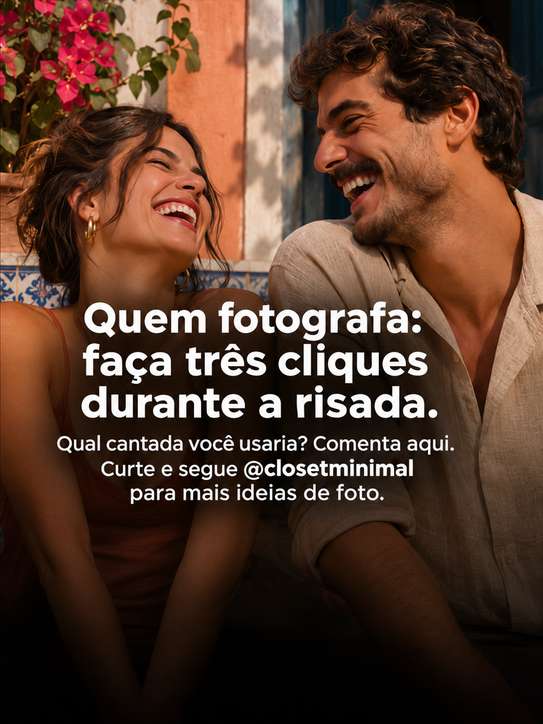 Quem fotografa:
faça três cliques
durante a risada.
Qual cantada você usaria? Comenta aqui.
Curte e segue @closetminimal
para mais ideias de foto.